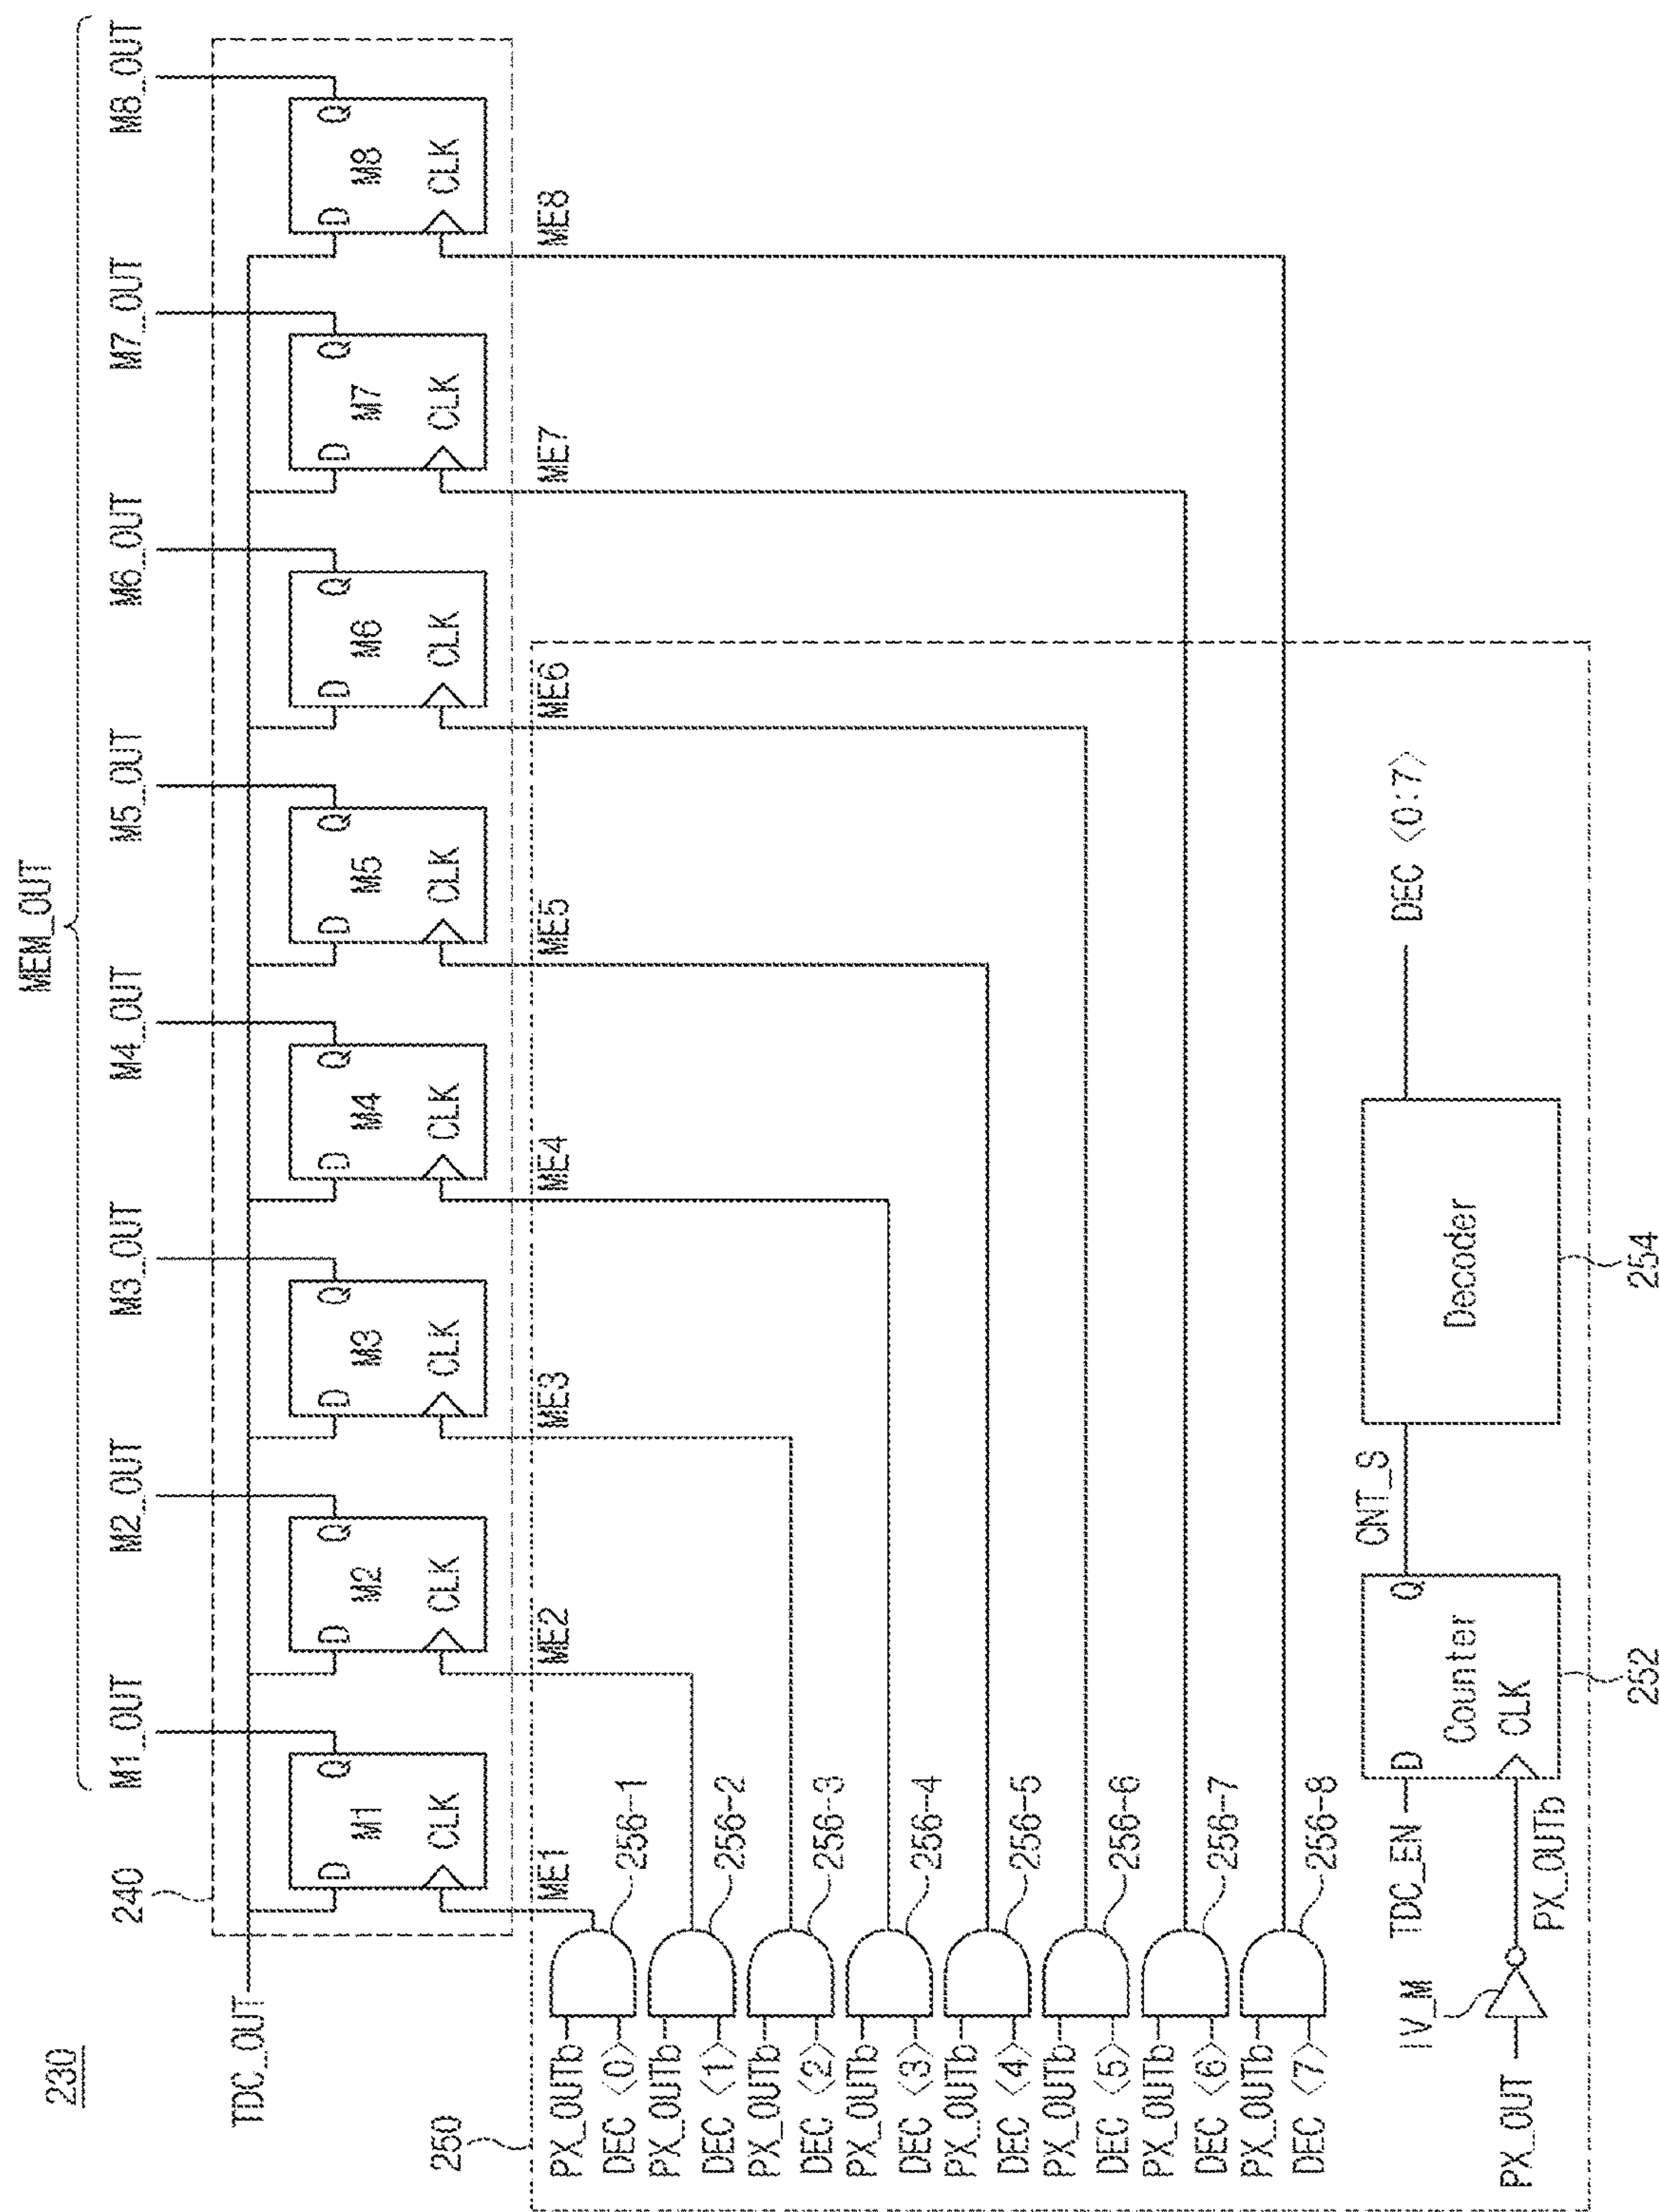 230
MEM_OUT
M1_OUT
M2_OUT
M3_OUT
M4_OUT
M5_OUT
M6_OUT
M7_OUT
M8_OUT
240
TDC_OUT
D M1 Q CLK
D M2 Q CLK
D M3 Q CLK
D M4 Q CLK
D M5 Q CLK
D M6 Q CLK
D M7 Q CLK
D M8 Q CLK
ME1
ME2
ME3
ME4
ME5
ME6
ME7
ME8
250
PX_OUTb
DEC <0>
256-1
PX_OUTb
DEC <1>
256-2
PX_OUTb
DEC <2>
256-3
PX_OUTb
DEC <3>
256-4
PX_OUTb
DEC <4>
256-5
PX_OUTb
DEC <5>
256-6
PX_OUTb
DEC <6>
256-7
PX_OUTb
DEC <7>
256-8
IV_M
TDC_EN
D
Q
Counter
CLK
CNT_S
Decoder
DEC <0:7>
PX_OUT
PX_OUTb
252
254